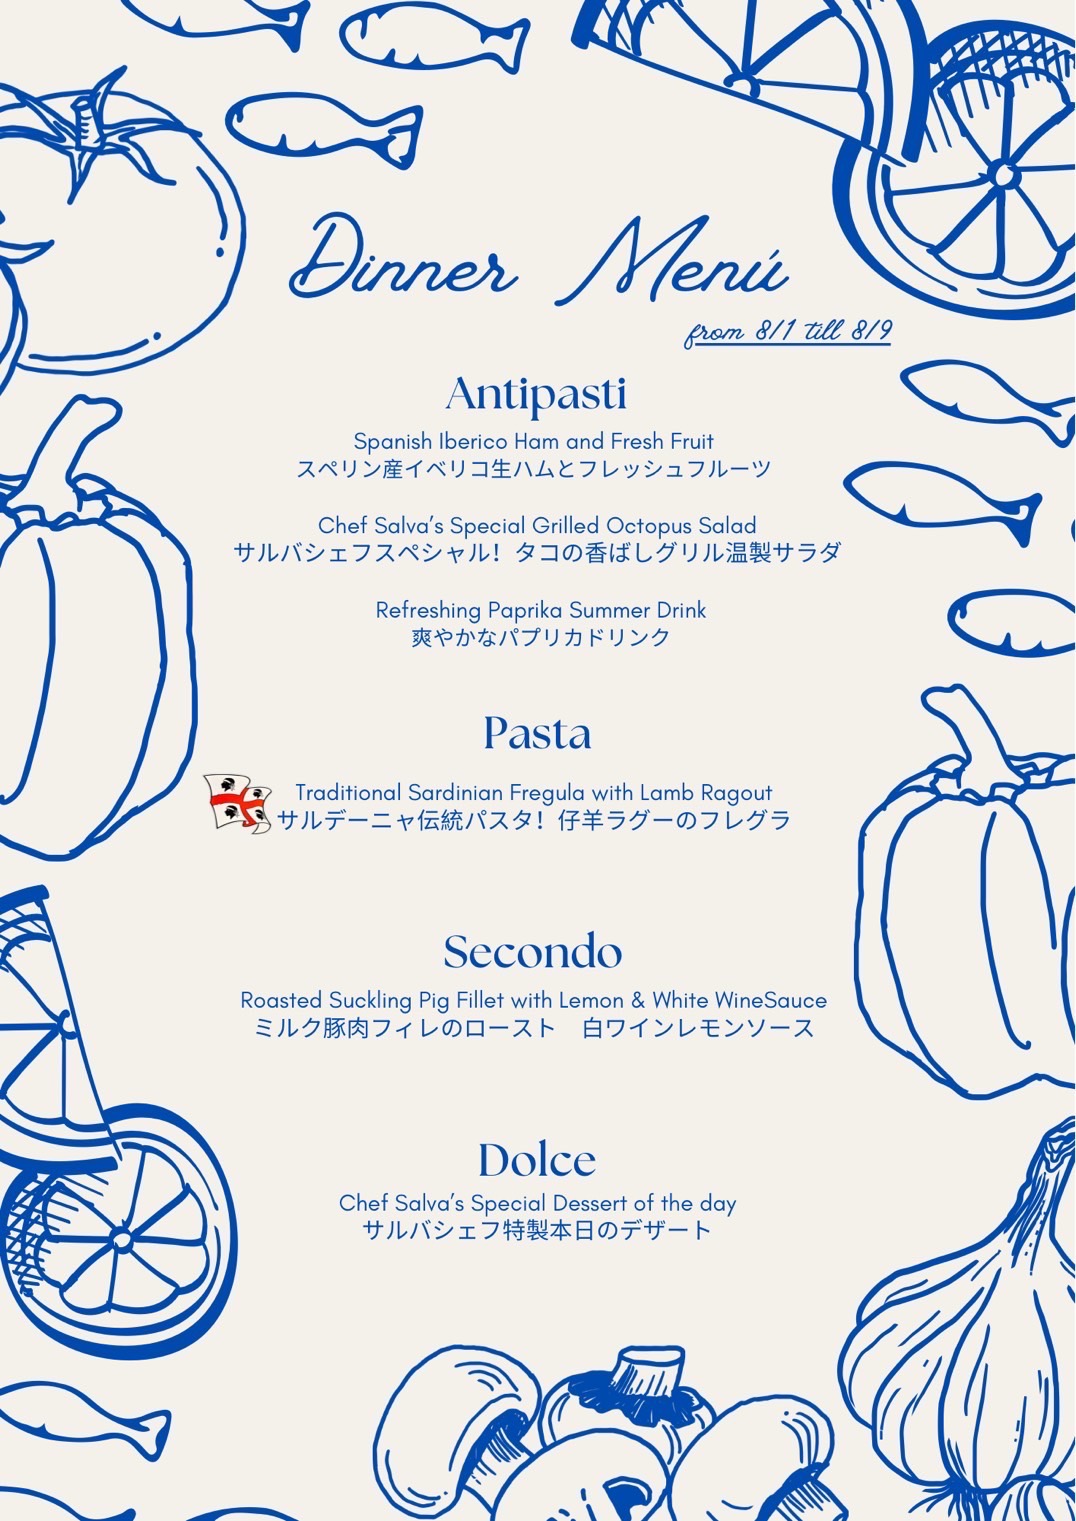 Dinner Menú
from 8/1 till 8/9
Antipasti
Spanish Iberico Ham and Fresh Fruit
スペリン産イベリコ生ハムとフレッシュフルーツ
Chef Salva's Special Grilled Octopus Salad
サルバシェフスペシャル！タコの香ばしグリル温製サラダ
Refreshing Paprika Summer Drink
爽やかなパプリカドリンク
Pasta
Traditional Sardinian Fregula with Lamb Ragout
サルデーニャ伝統パスタ！仔羊ラグーのフレグラ
Secondo
Roasted Suckling Pig Fillet with Lemon & White WineSauce
ミルク豚肉フィレのロースト　白ワインレモンソース
Dolce
Chef Salva's Special Dessert of the day
サルバシェフ特製本日のデザート